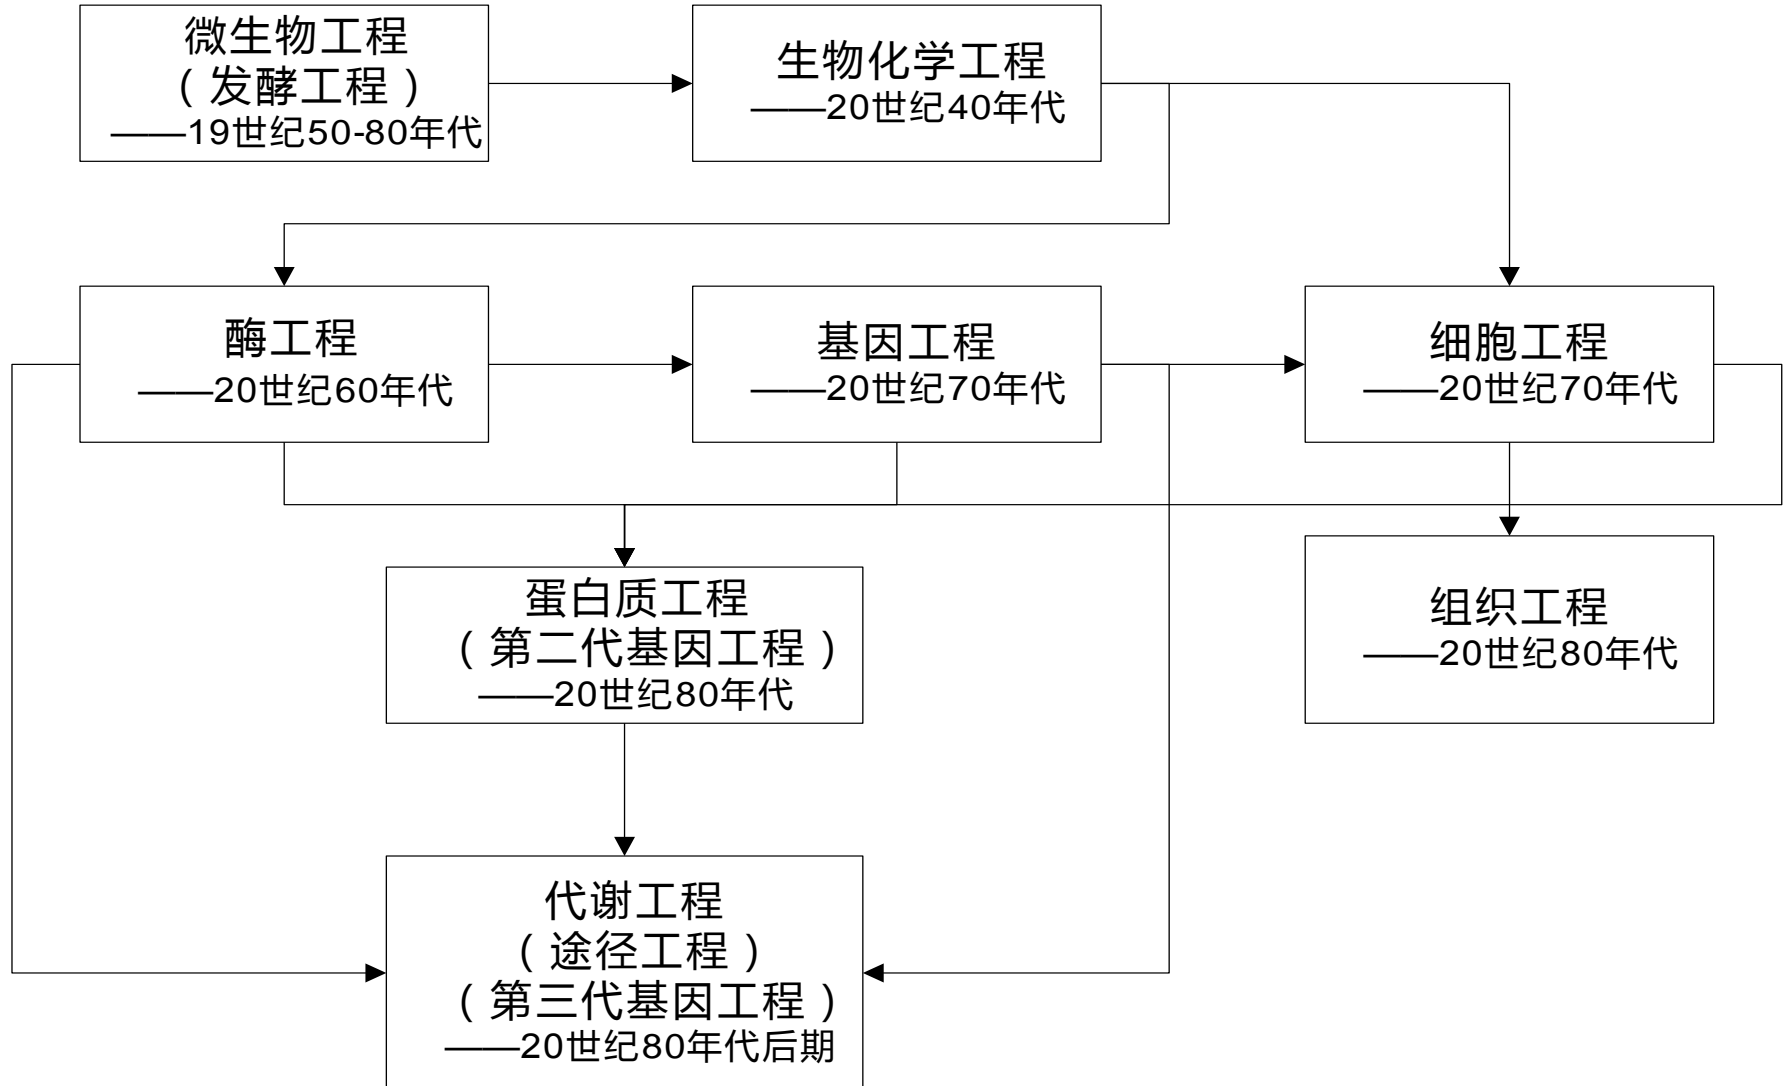 微生物工程
（发酵工程）
——19世纪50-80年代
生物化学工程
——20世纪40年代
酶工程
——20世纪60年代
基因工程
——20世纪70年代
细胞工程
——20世纪70年代
蛋白质工程
（第二代基因工程）
——20世纪80年代
组织工程
——20世纪80年代
代谢工程
（途径工程）
（第三代基因工程）
——20世纪80年代后期